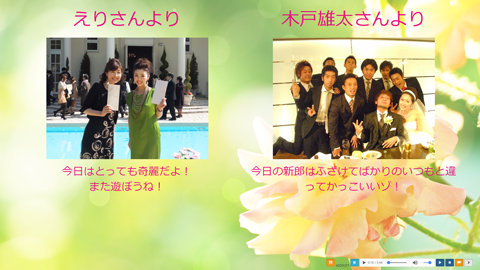 えりさんより
木戸雄太さんより
今日はとっても奇麗だよ！
また遊ぼうね！
今日の新郎はふざけてばかりのいつもと違
ってかっこいいゾ！